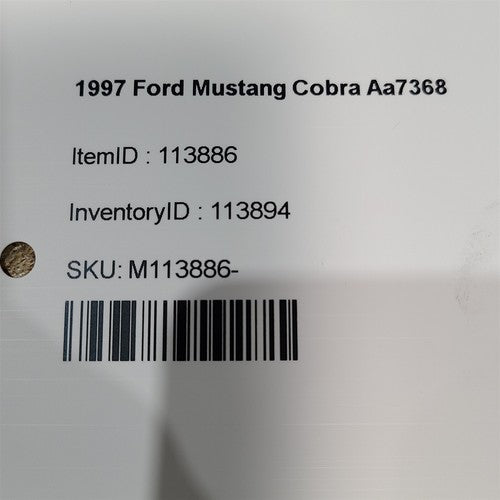 1997 Ford Mustang Cobra Aa7368
ItemID : 113886
InventoryID : 113894
SKU: M113886-